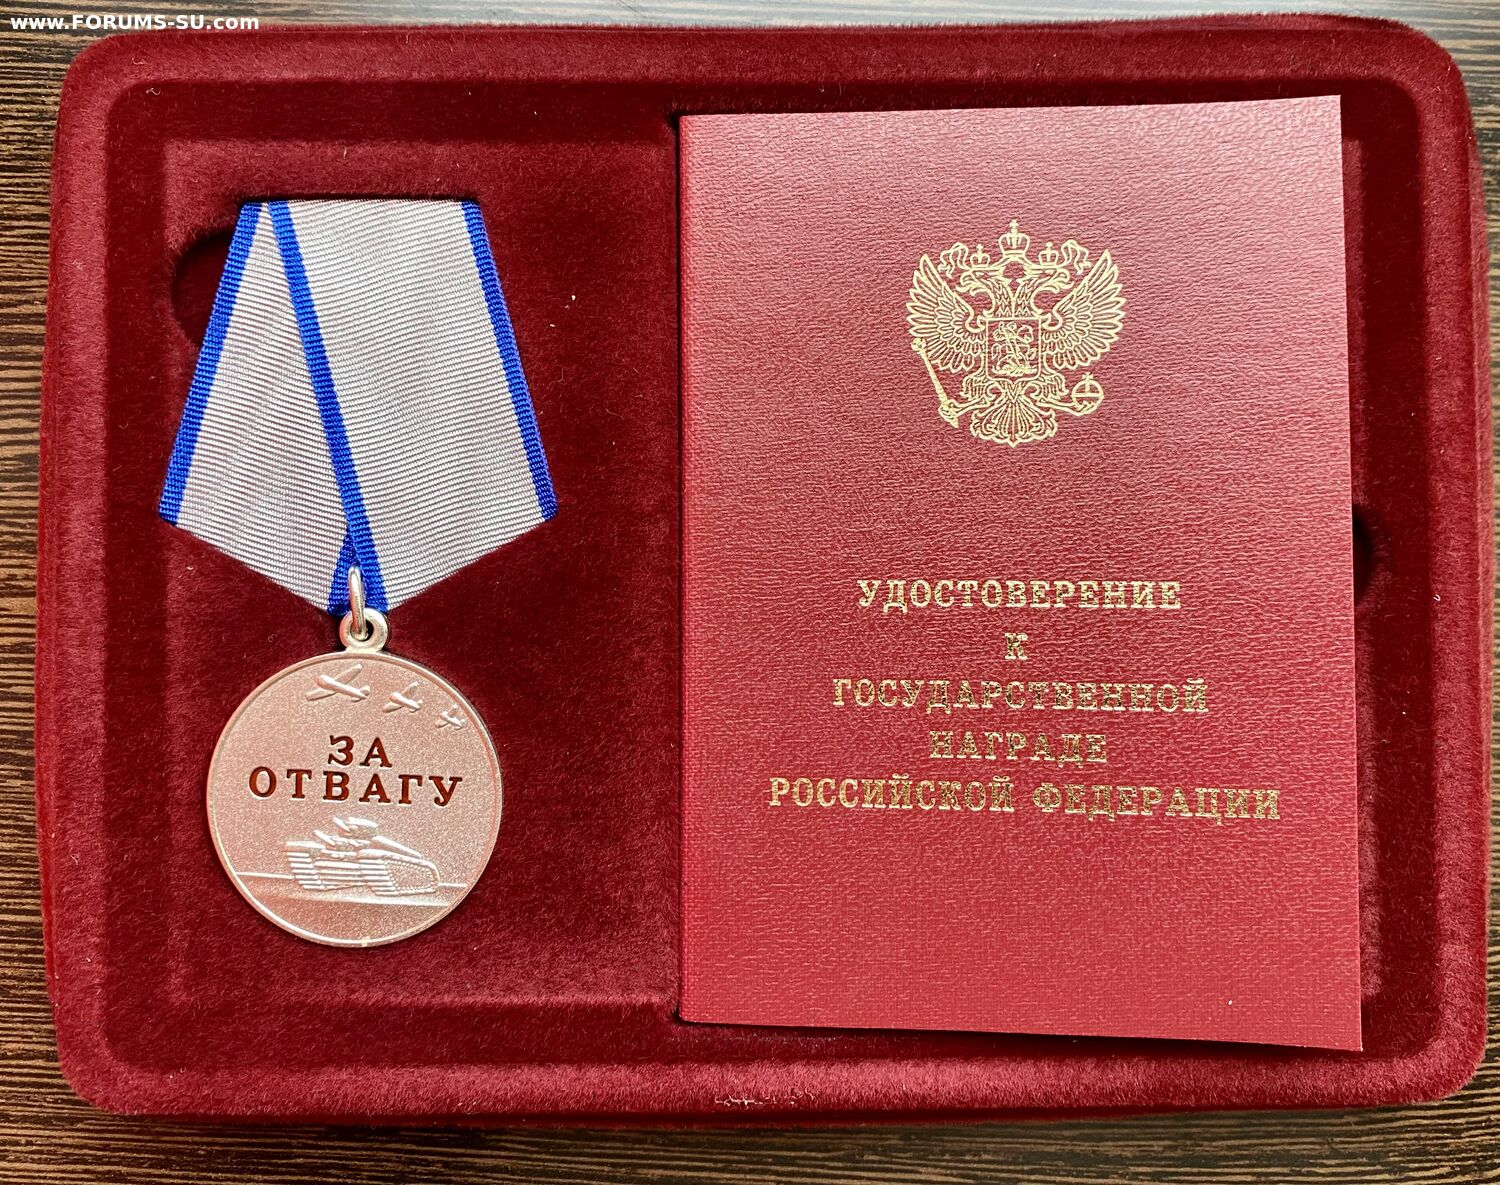 www.FORUMS-SU.com
ЗА
ОТВАГУ
УДОСТОВЕРЕНИЕ
К
ГОСУДАРСТВЕННОЙ
НАГРАДЕ
РОССИЙСКОЙ ФЕДЕРАЦИИ